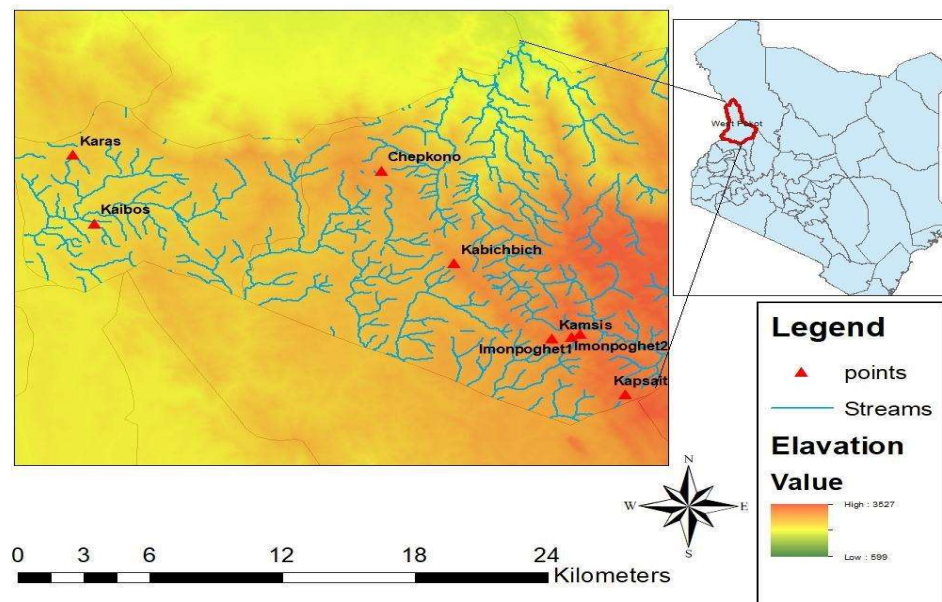 Karas
Chepkono
Kaibos
Kabichbich
Kamsis
Imonpoghet1
Imonpoghet2
Kapsait
West Pokot
Legend
points
Streams
Elavation
Value
High : 3527
Low : 599
N
W
E
S
0 3 6 12 18 24
Kilometers